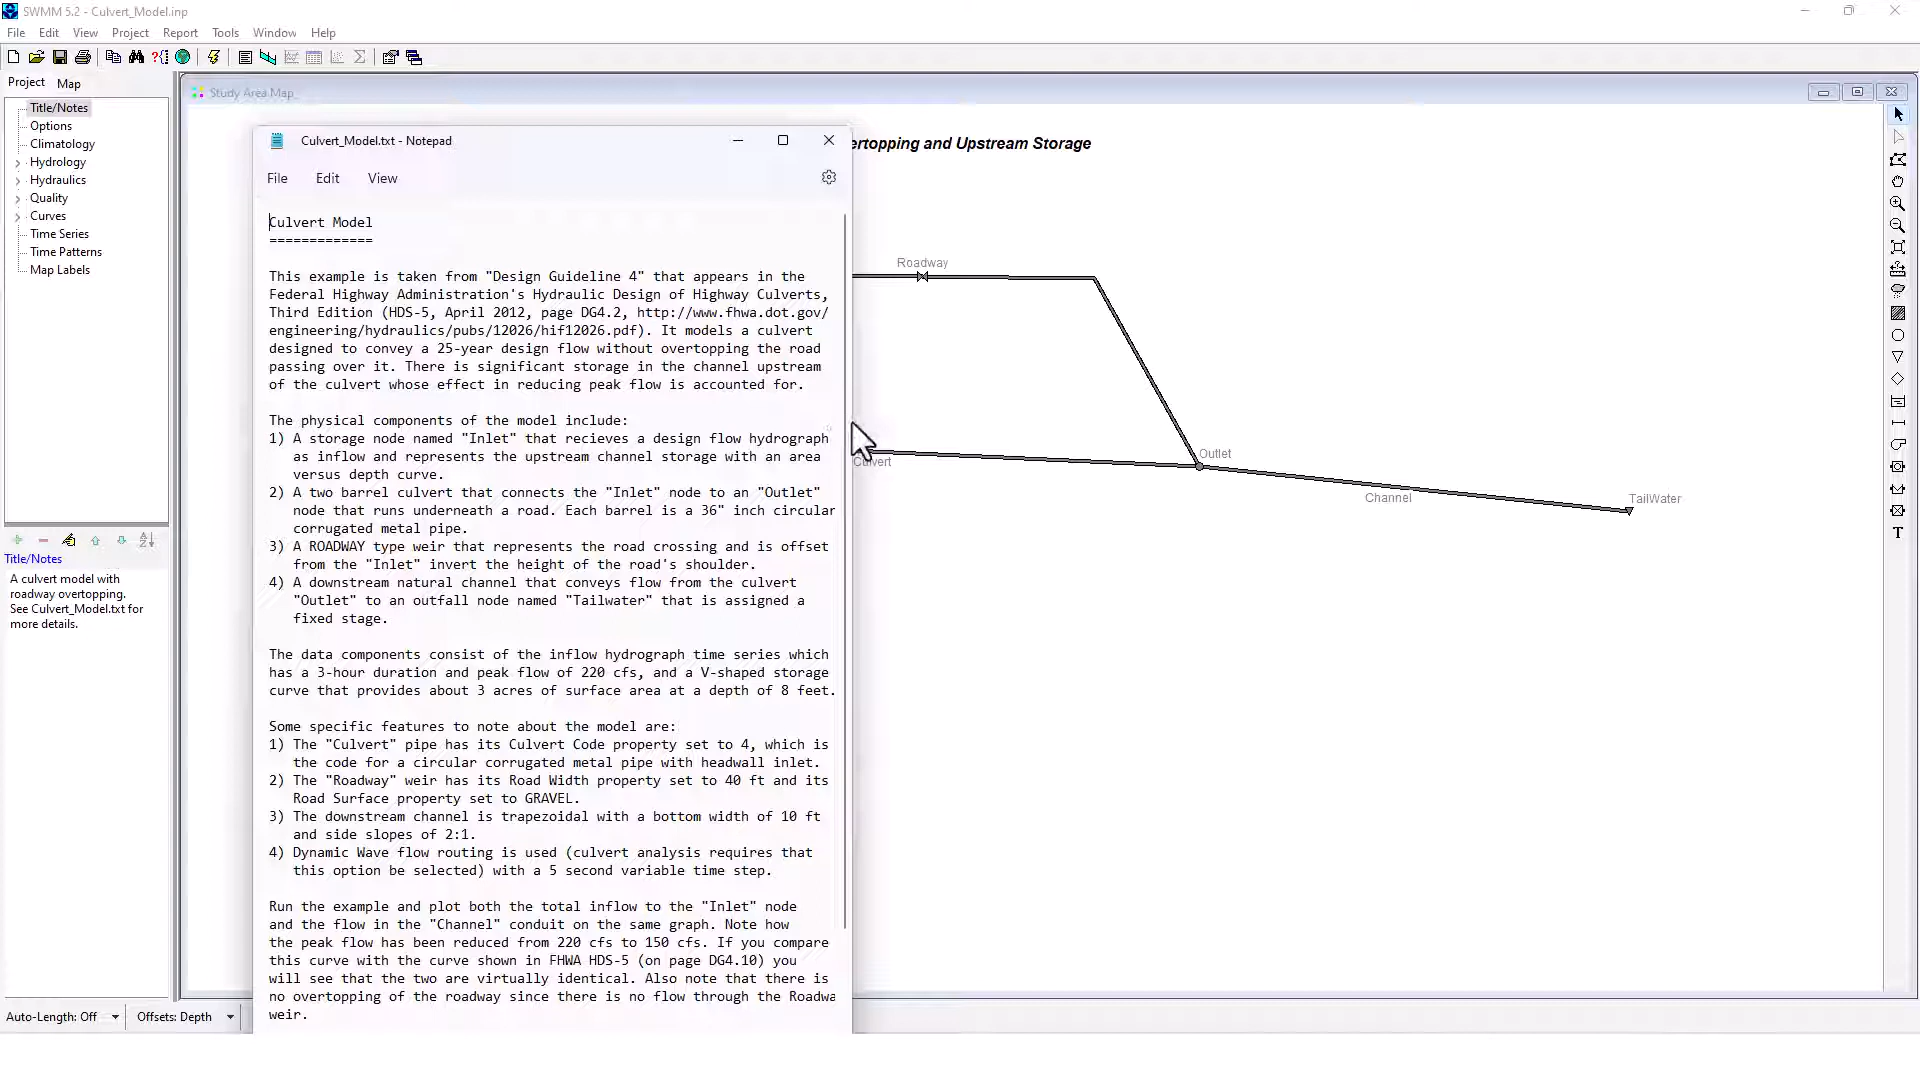 SWMM 5.2 - Culvert_Model.inp
File Edit View Project Report Tools Window Help
Project Map
Title/Notes
Options
Climatology
Hydrology
Hydraulics
Quality
Curves
Time Series
Time Patterns
Map Labels
Title/Notes
A culvert model with
roadway overtopping.
See Culvert_Model.txt for
more details.
Auto-Length: Off
Offsets: Depth
Study Area Map
Culvert_Model.txt - Notepad
File Edit View
Culvert Model
=============
This example is taken from "Design Guideline 4" that appears in the
Federal Highway Administration's Hydraulic Design of Highway Culverts,
Third Edition (HDS-5, April 2012, page DG4.2, http://www.fhwa.dot.gov/
engineering/hydraulics/pubs/12026/hif12026.pdf). It models a culvert
designed to convey a 25-year design flow without overtopping the road
passing over it. There is significant storage in the channel upstream
of the culvert whose effect in reducing peak flow is accounted for.
The physical components of the model include:
1) A storage node named "Inlet" that recieves a design flow hydrograph
as inflow and represents the upstream channel storage with an area
versus depth curve.
2) A two barrel culvert that connects the "Inlet" node to an "Outlet"
node that runs underneath a road. Each barrel is a 36" inch circular
corrugated metal pipe.
3) A ROADWAY type weir that represents the road crossing and is offset
from the "Inlet" invert the height of the road's shoulder.
4) A downstream natural channel that conveys flow from the culvert
"Outlet" to an outfall node named "Tailwater" that is assigned a
fixed stage.
The data components consist of the inflow hydrograph time series which
has a 3-hour duration and peak flow of 220 cfs, and a V-shaped storage
curve that provides about 3 acres of surface area at a depth of 8 feet.
Some specific features to note about the model are:
1) The "Culvert" pipe has its Culvert Code property set to 4, which is
the code for a circular corrugated metal pipe with headwall inlet.
2) The "Roadway" weir has its Road Width property set to 40 ft and its
Road Surface property set to GRAVEL.
3) The downstream channel is trapezoidal with a bottom width of 10 ft
and side slopes of 2:1.
4) Dynamic Wave flow routing is used (culvert analysis requires that
this option be selected) with a 5 second variable time step.
Run the example and plot both the total inflow to the "Inlet" node
and the flow in the "Channel" conduit on the same graph. Note how
the peak flow has been reduced from 220 cfs to 150 cfs. If you compare
this curve with the curve shown in FHWA HDS-5 (on page DG4.10) you
will see that the two are virtually identical. Also note that there is
no overtopping of the roadway since there is no flow through the Roadwa
weir.
ertopping and Upstream Storage
Roadway
Culvert
Outlet
Channel
TailWater
T